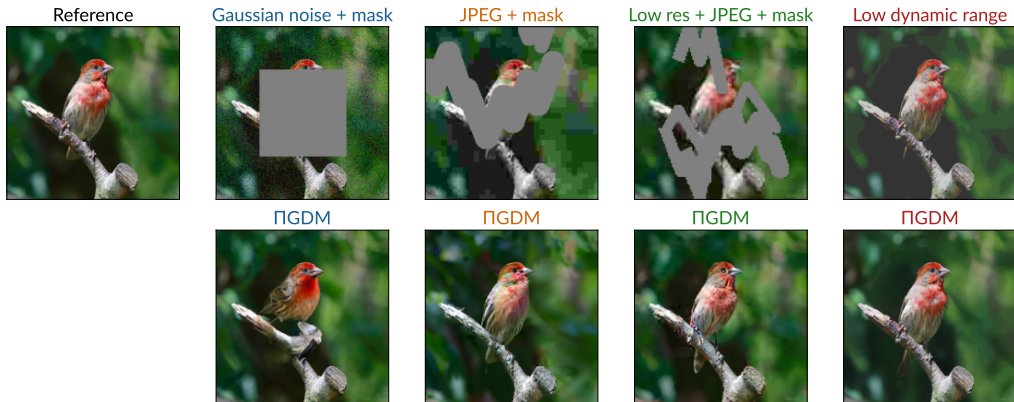 Reference
Gaussian noise + mask
JPEG + mask
Low res + JPEG + mask
Low dynamic range
ΠGDM
ΠGDM
ΠGDM
ΠGDM